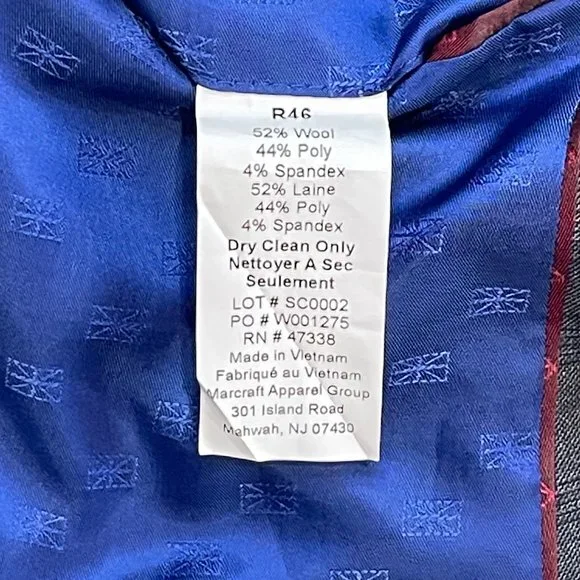 R46
52% Wool
44% Poly
4% Spandex
52% Laine
44% Poly
4% Spandex
Dry Clean Only
Nettoyer A Sec
Seulement
LOT # SC0002
PO # W001275
RN # 47338
Made in Vietnam
Fabriqué au Vietnam
Marcraft Apparel Group
301 Island Road
Mahwah, NJ 07430